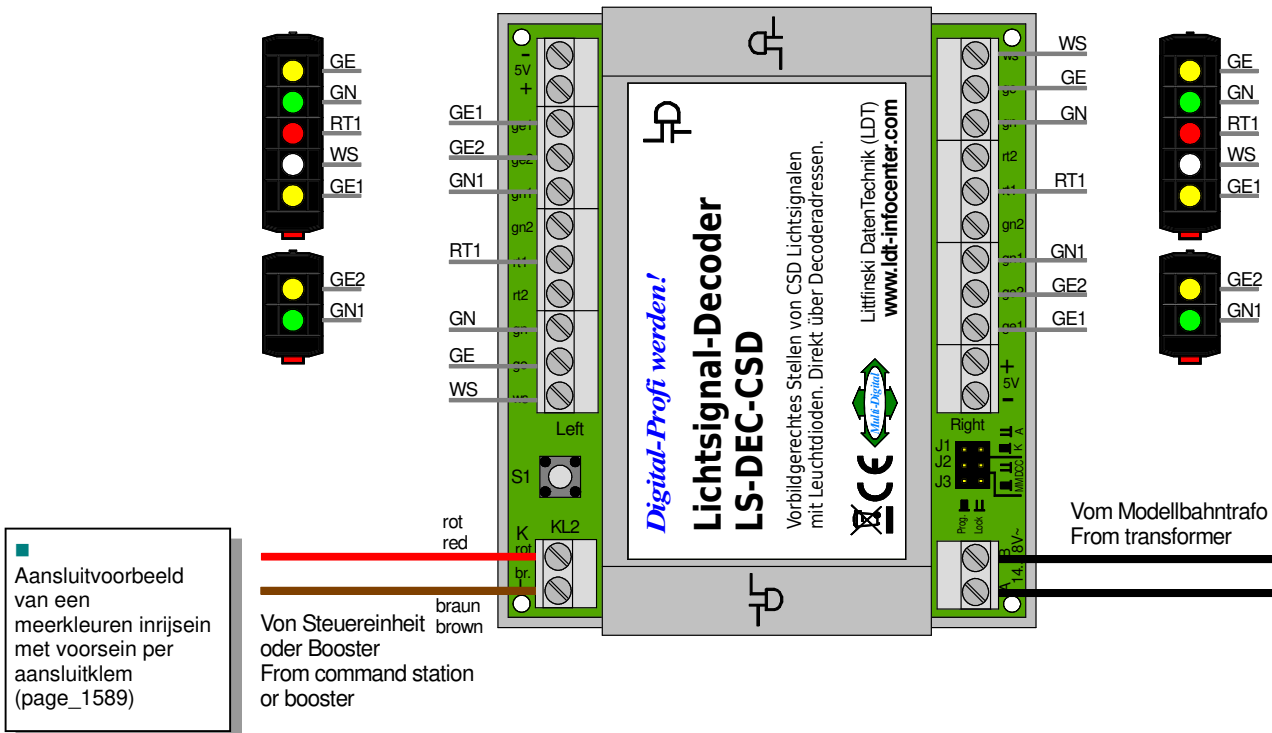 GE
GN
RT1
WS
GE1
GE2
GN1
GE1
GE2
GN1
RT1
GN
GE
WS
-
5V
+
ge1
ge2
gn1
gn2
rt1
rt2
gn
ge
ws
Left
S1
K
KL2
rot
br.
rot
red
braun
brown
Von Steuereinheit
oder Booster
From command station
or booster
Aansluitvoorbeeld
van een
meerkleuren inrijsein
met voorsein per
aansluitklem
(page_1589)
Digital-Profi werden!
Lichtsignal-Decoder
LS-DEC-CSD
Vorbildgerechtes Stellen von CSD Lichtsignalen
mit Leuchtdioden. Direkt über Decoderadressen.
Littfinski DatenTechnik (LDT)
www.ldt-infocenter.com
Multi-Digital
CE
ws
ge
gn
rt2
rt1
gn2
gn1
ge2
ge1
+
5V
-
Right
J1
J2
J3
K A
MM DCC
Prog.
Lock
B
A
WS
GE
GN
RT1
GN1
GE2
GE1
Vom Modellbahntrafo
From transformer
GE
GN
RT1
WS
GE1
GE2
GN1